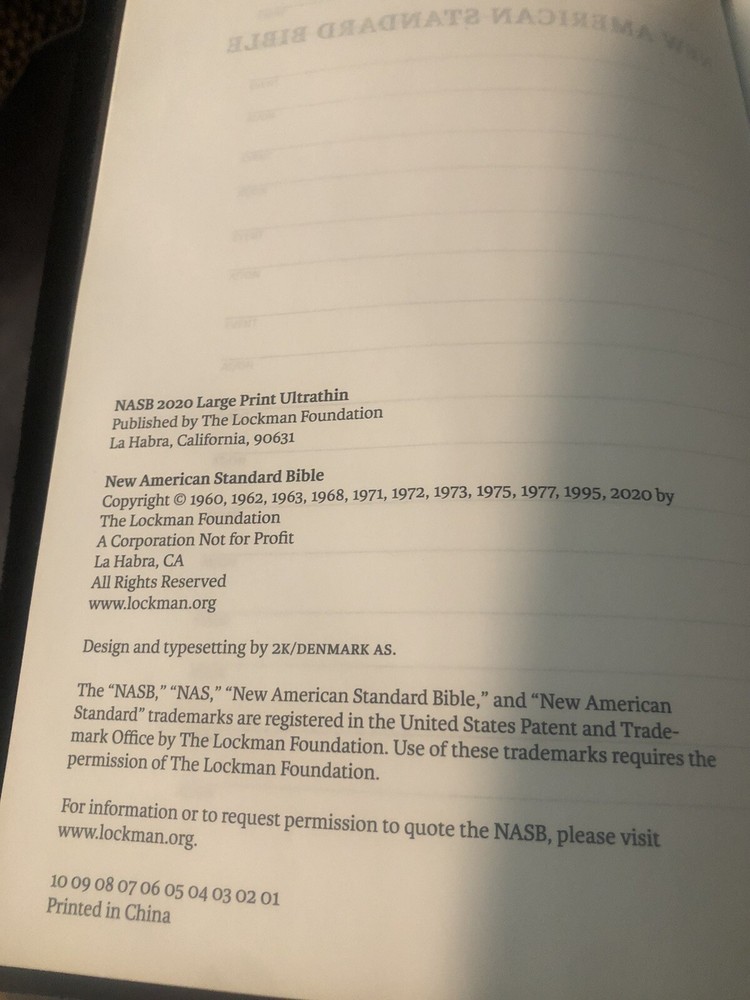 NEW AMERICAN STANDARD BIBLE
NASB 2020 Large Print Ultrathin
Published by The Lockman Foundation
La Habra, California, 90631
New American Standard Bible
Copyright © 1960, 1962, 1963, 1968, 1971, 1972, 1973, 1975, 1977, 1995, 2020 by
The Lockman Foundation
A Corporation Not for Profit
La Habra, CA
All Rights Reserved
www.lockman.org
Design and typesetting by 2K/DENMARK AS.
The “NASB,” “NAS,” “New American Standard Bible,” and “New American
Standard” trademarks are registered in the United States Patent and Trade-
mark Office by The Lockman Foundation. Use of these trademarks requires the
permission of The Lockman Foundation.
For information or to request permission to quote the NASB, please visit
www.lockman.org.
10 09 08 07 06 05 04 03 02 01
Printed in China